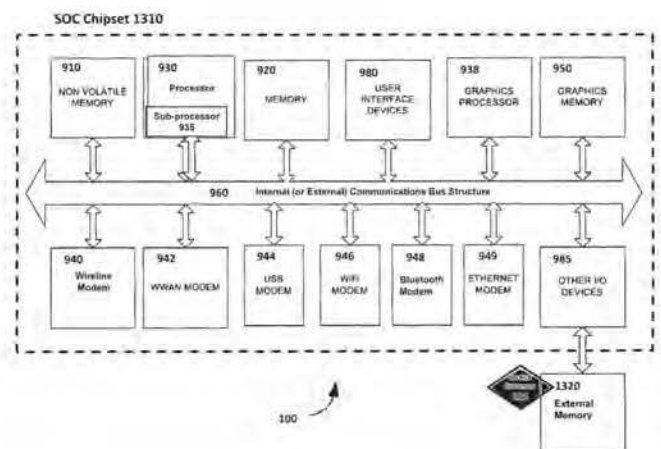 SOC Chipset 1310
910
NON VOLATILE
MEMORY
930
Processor
Sub-processor
935
920
MEMORY
980
USER
INTERFACE
DEVICES
938
GRAPHICS
PROCESSOR
950
GRAPHICS
MEMORY
960 Internal (or External) Communications Bus Structure
940
Wireline
Modem
942
WWAN MODEM
944
USB
MODEM
946
WIFI
MODEM
948
Bluetooth
Modem
949
ETHERNET
MODEM
985
OTHER I/O
DEVICES
1320
External
Memory
100